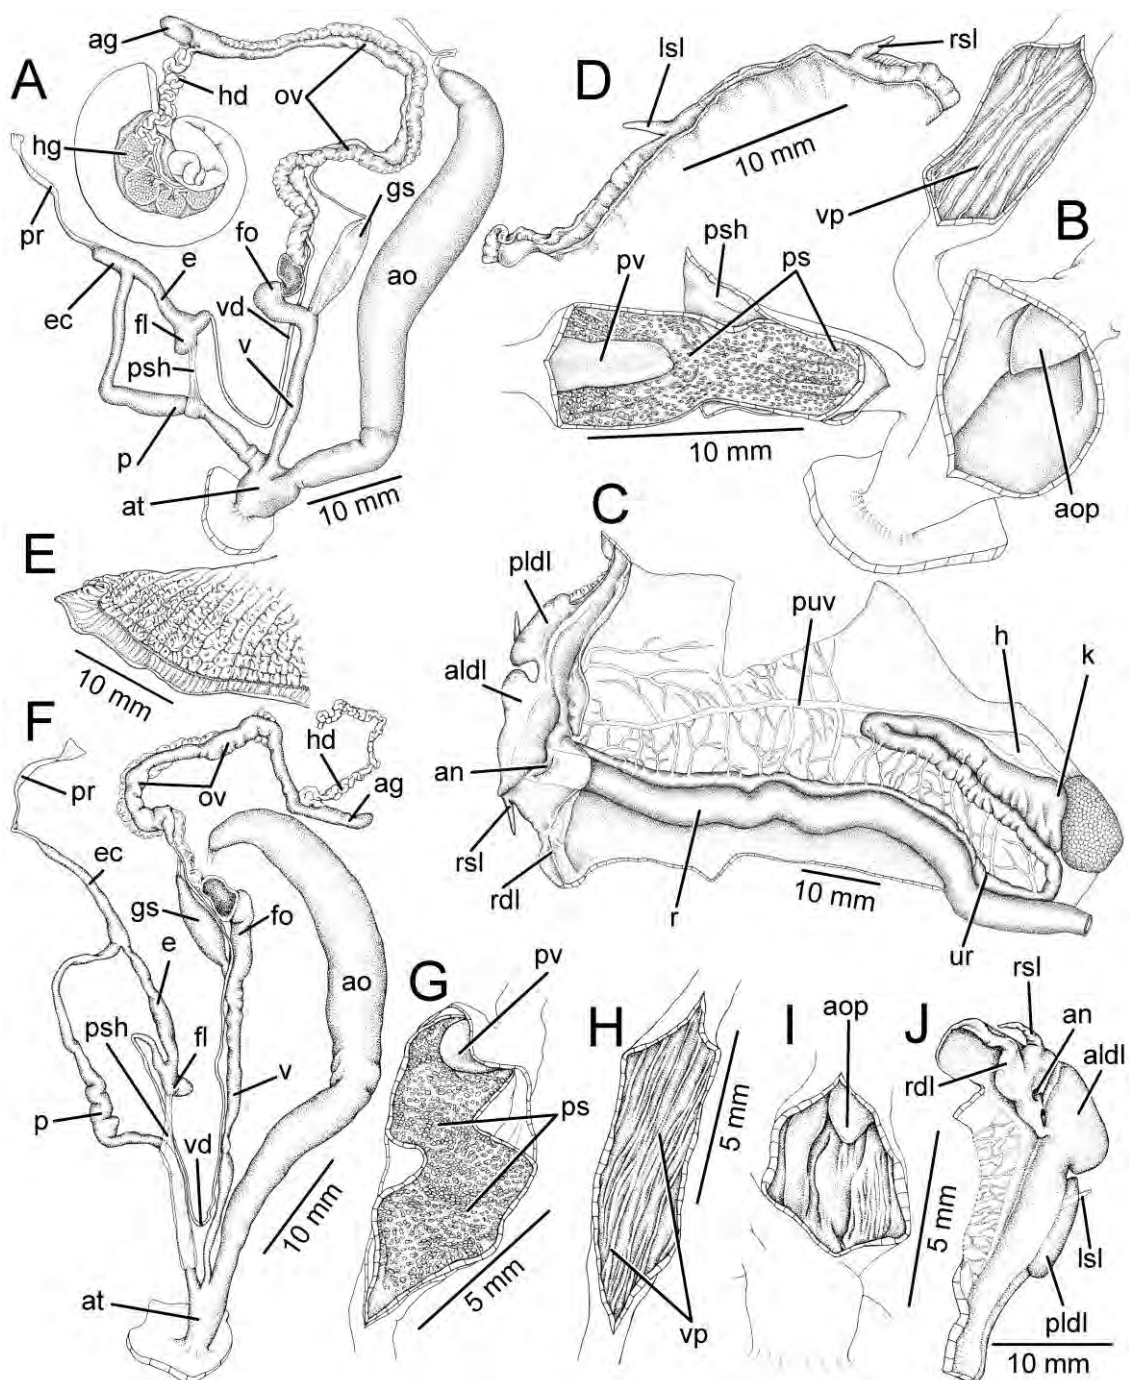 A
ag
hd
ov
hg
pr
gs
fo
e
ao
ec
vd
fl
v
psh
p
at
10 mm
D
lsl
rsl
10 mm
vp
B
psh
pv
ps
10 mm
aop
C
pldl
puv
h
k
aldl
an
rsl
rdl
r
10 mm
ur
E
10 mm
F
hd
pr
ov
ag
ec
gs
fo
e
ao
psh
fl
v
p
vd
10 mm
at
G
pv
ps
5 mm
H
5 mm
vp
I
aop
J
rsl
an
aldl
rdl
5 mm
lsl
pldl
10 mm